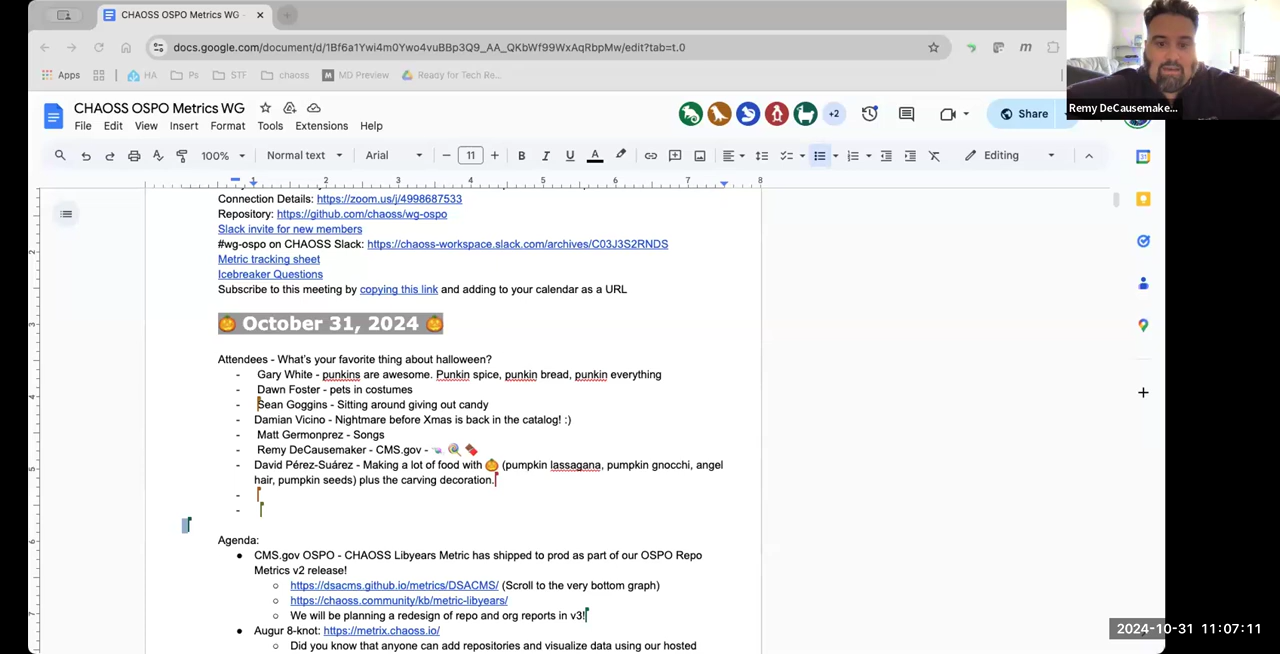 CHAOSS OSPO Metrics WG -
docs.google.com/document/d/1Bf6a1Ywi4m0Ywo4vuBBp3Q9_AA_QKbWf99WxAqRbpMw/edit?tab=t.0
Apps HA Ps STF chaoss MD Preview Ready for Tech Re...
Remy DeCausemake...
CHAOSS OSPO Metrics WG
+2
Share
File Edit View Insert Format Tools Extensions Help
100% Normal text Arial 11 B I U A Editing
1 2 3 4 5 6 7 8
Connection Details: https://zoom.us/j/4998687533
Repository: https://github.com/chaoss/wg-ospo
Slack invite for new members
#wg-ospo on CHAOSS Slack: https://chaoss-workspace.slack.com/archives/C03J3S2RNDS
Metric tracking sheet
Icebreaker Questions
Subscribe to this meeting by copying this link and adding to your calendar as a URL
🎃 October 31, 2024 🎃
Attendees - What's your favorite thing about halloween?
- Gary White - punkins are awesome. Punkin spice, punkin bread, punkin everything
- Dawn Foster - pets in costumes
- Sean Goggins - Sitting around giving out candy
- Damian Vicino - Nightmare before Xmas is back in the catalog! :)
- Matt Germonprez - Songs
- Remy DeCausemaker - CMS.gov - 🍬 🍭 🍫
- David Pérez-Suárez - Making a lot of food with 🎃 (pumpkin lassagana, pumpkin gnocchi, angel
hair, pumpkin seeds) plus the carving decoration.
-
-
Agenda:
● CMS.gov OSPO - CHAOSS Libyears Metric has shipped to prod as part of our OSPO Repo
Metrics v2 release!
○ https://dsacms.github.io/metrics/DSACMS/ (Scroll to the very bottom graph)
○ https://chaoss.community/kb/metric-libyears/
○ We will be planning a redesign of repo and org reports in v3!
● Augur 8-knot: https://metrix.chaoss.io/
○ Did you know that anyone can add repositories and visualize data using our hosted
2024-10-31 11:07:11